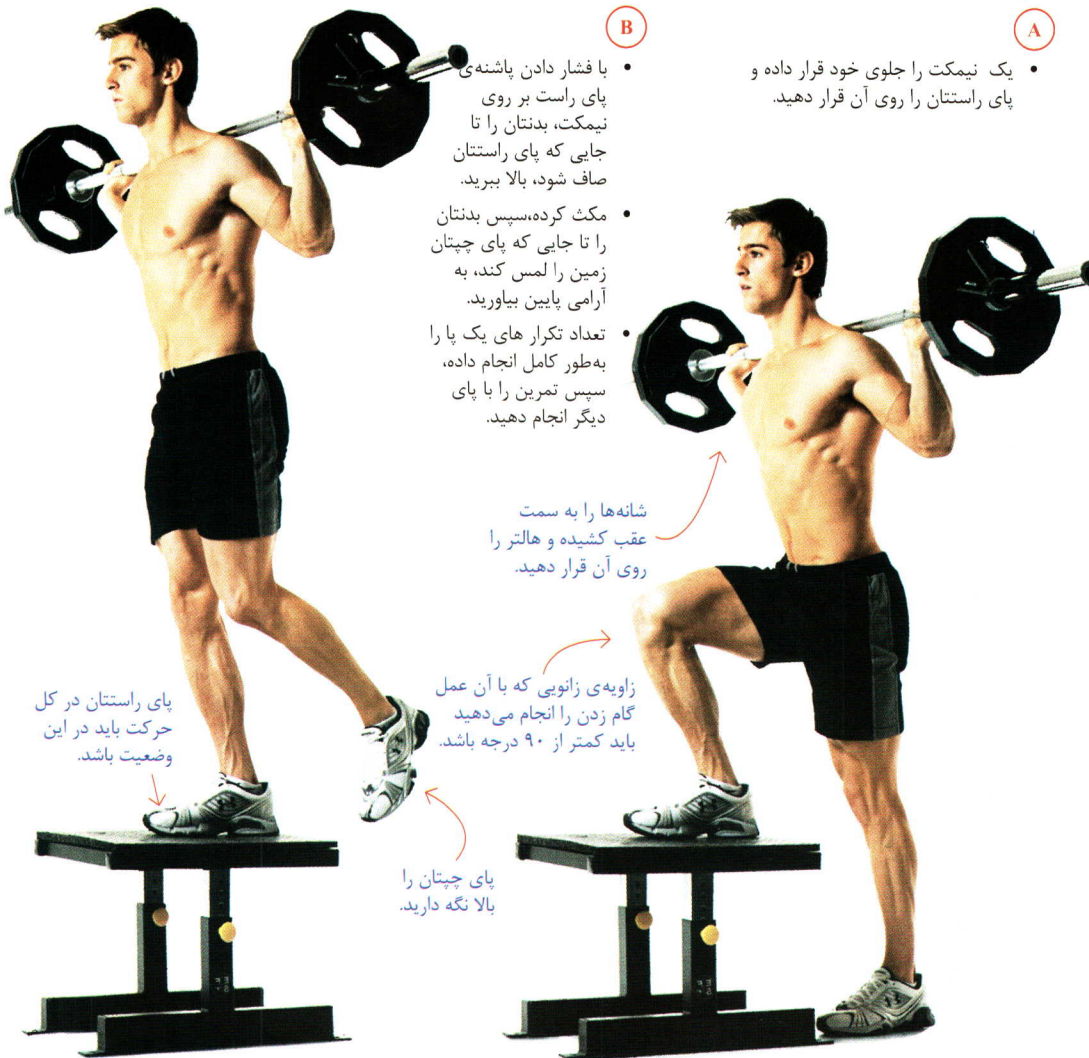 A
• یک نیمکت را جلوی خود قرار داده و
پای راستتان را روی آن قرار دهید.
B
• با فشار دادن پاشنه‌ی
پای راست بر روی
نیمکت، بدنتان را تا
جایی که پای راستتان
صاف شود، بالا ببرید.
• مکث کرده،سپس بدنتان
را تا جایی که پای چپتان
زمین را لمس کند، به
آرامی پایین بیاورید.
• تعداد تکرار های یک پا را
به‌طور کامل انجام داده،
سپس تمرین را با پای
دیگر انجام دهید.
شانه‌ها را به سمت
عقب کشیده و هالتر را
روی آن قرار دهید.
زاویه‌ی زانویی که با آن عمل
گام زدن را انجام می‌دهید
باید کمتر از ۹۰ درجه باشد.
پای راستتان در کل
حرکت باید در این
وضعیت باشد.
پای چپتان را
بالا نگه دارید.